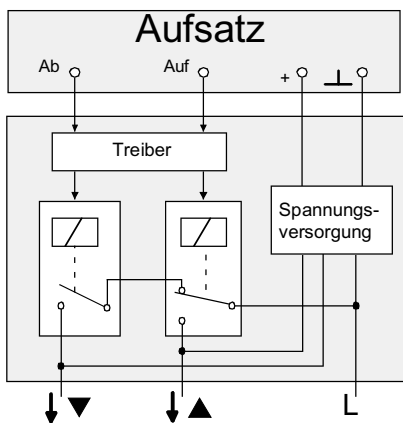 Aufsatz
Ab
Auf
+
Treiber
Spannungs-
versorgung
L